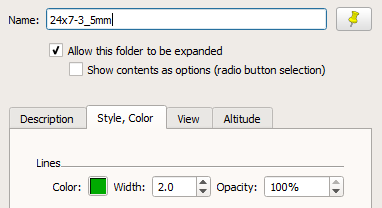 Name: 24x7-3_5mm
Allow this folder to be expanded
Show contents as options (radio button selection)
Description Style, Color View Altitude
Lines
Color: Width: 2.0 Opacity: 100%